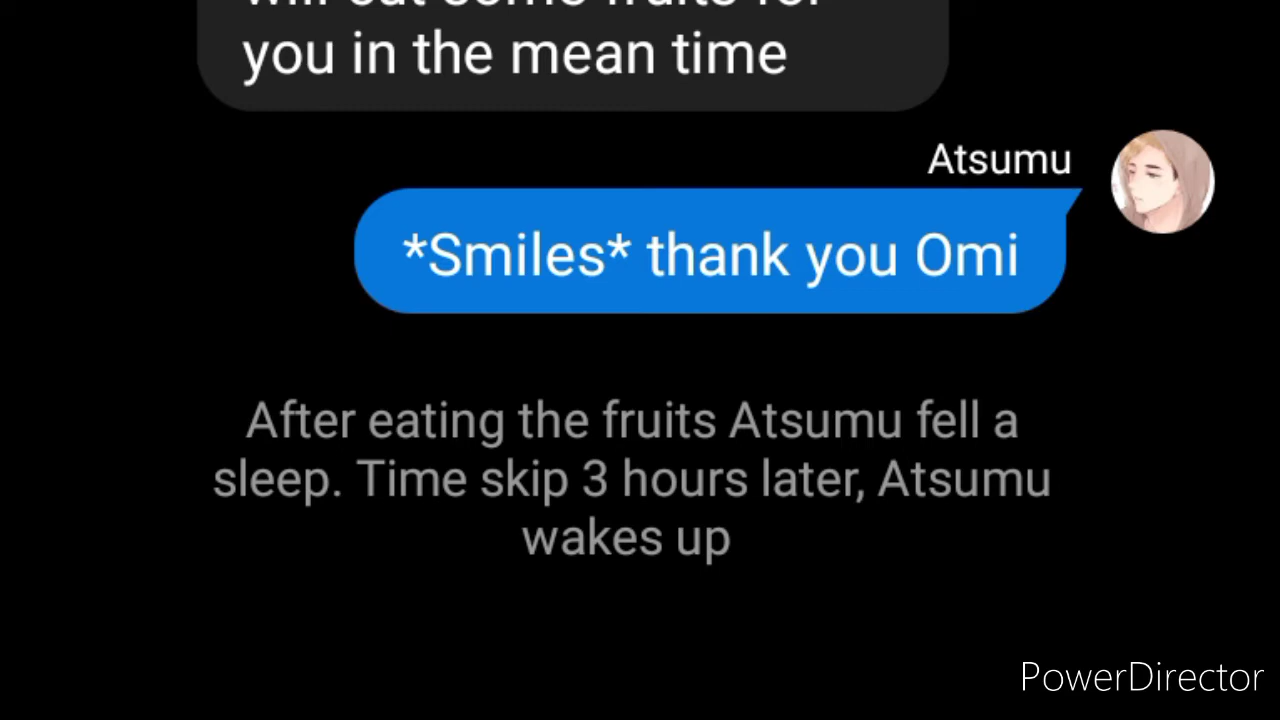 you in the mean time
Atsumu
*Smiles* thank you Omi
After eating the fruits Atsumu fell a
sleep. Time skip 3 hours later, Atsumu
wakes up
PowerDirector